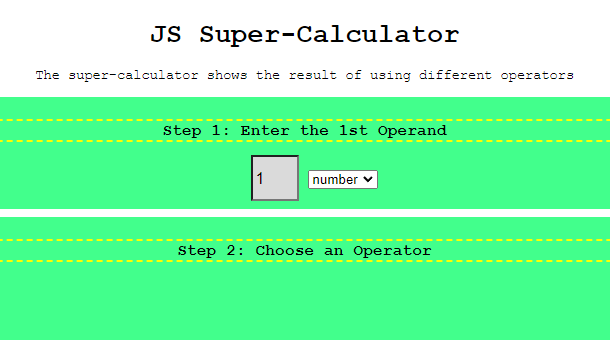 JS Super-Calculator
The super-calculator shows the result of using different operators
Step 1: Enter the 1st Operand
1 number
Step 2: Choose an Operator